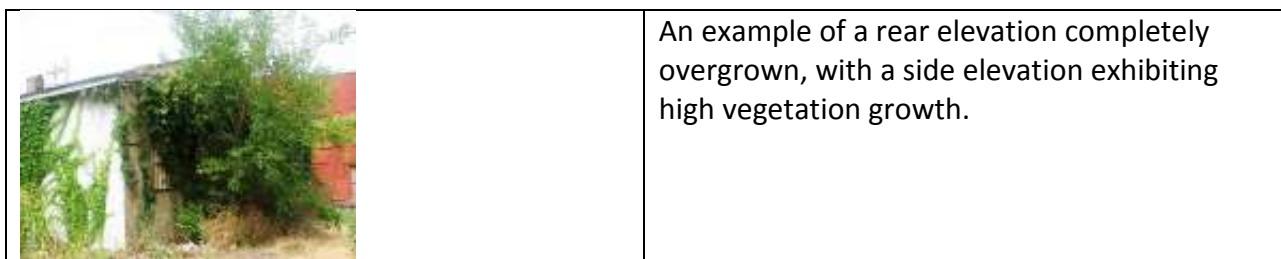 An example of a rear elevation completely
overgrown, with a side elevation exhibiting
high vegetation growth.